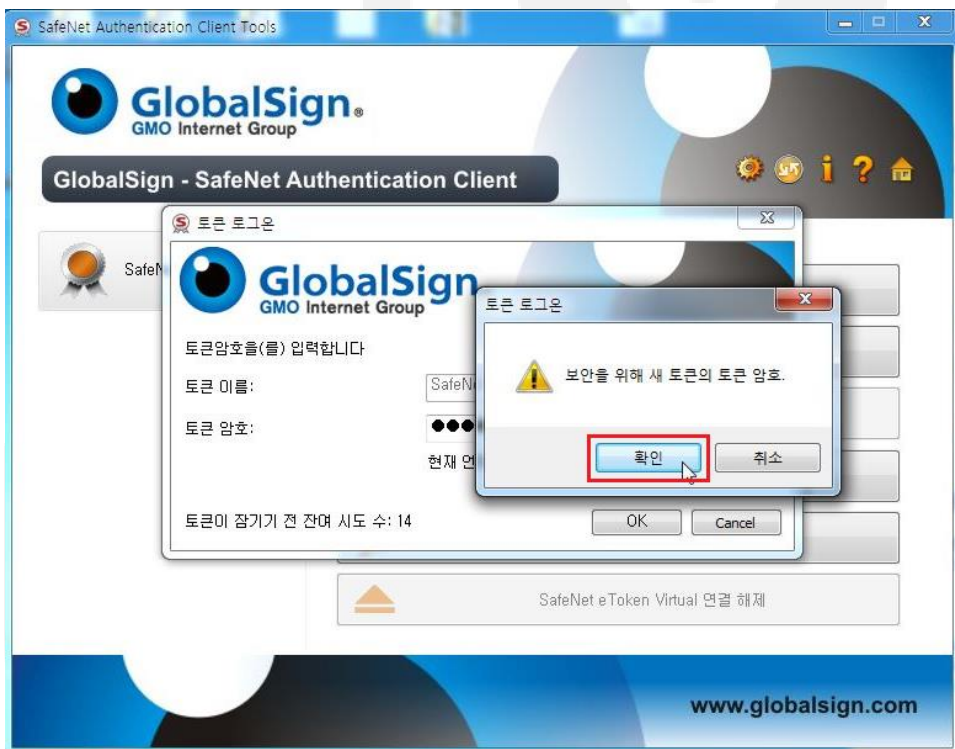 SafeNet Authentication Client Tools
GlobalSign®
GMO Internet Group
GlobalSign - SafeNet Authentication Client
토큰 로그온
GlobalSign
GMO Internet Group
토큰암호을(를) 입력합니다
토큰 이름:
토큰 암호:
현재 언
토큰이 잠기기 전 잔여 시도 수: 14
OK
Cancel
토큰 로그온
보안을 위해 새 토큰의 토큰 암호.
확인
취소
SafeNet eToken Virtual 연결 해제
www.globalsign.com